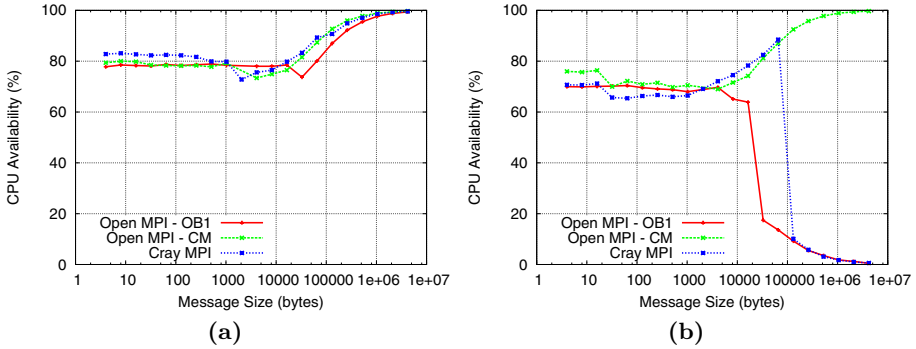 CPU Availability (%)
100
80
60
40
20
0
Open MPI - OB1
Open MPI - CM
Cray MPI
1 10 100 1000 10000 100000 1e+06 1e+07
Message Size (bytes)
(a)
CPU Availability (%)
100
80
60
40
20
0
Open MPI - OB1
Open MPI - CM
Cray MPI
1 10 100 1000 10000 100000 1e+06 1e+07
Message Size (bytes)
(b)